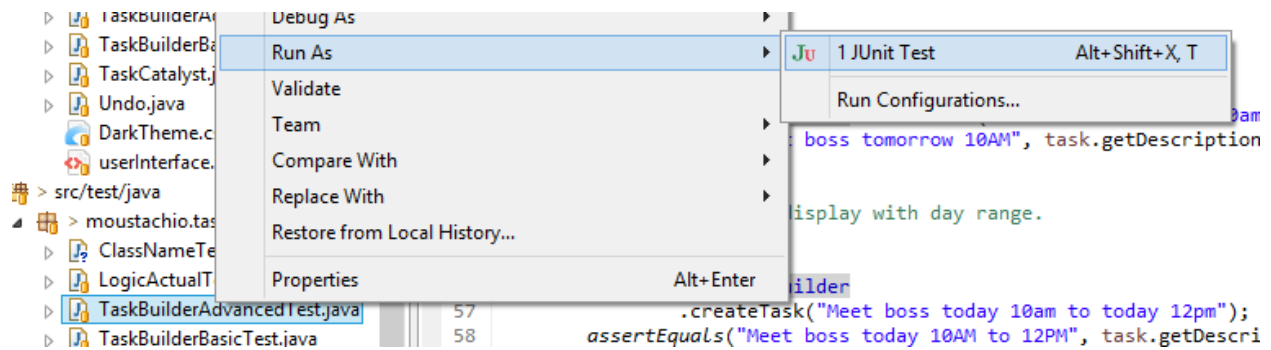 TaskBuilderAd
Debug As
TaskBuilderBa
Run As
1 JUnit Test Alt+Shift+X, T
TaskCatalyst.j
Validate
Run Configurations...
Undo.java
0am
DarkTheme.c
Team
boss tomorrow 10AM", task.getDescription
userInterface.
Compare With
> src/test/java
Replace With
> moustachio.tas
display with day range.
Restore from Local History...
ClassNameTe
LogicActualT
Properties Alt+Enter
uilder
TaskBuilderAdvancedTest.java
57 .createTask("Meet boss today 10am to today 12pm");
TaskBuilderBasicTest.java
58 assertEquals("Meet boss today 10AM to 12PM", task.getDescri